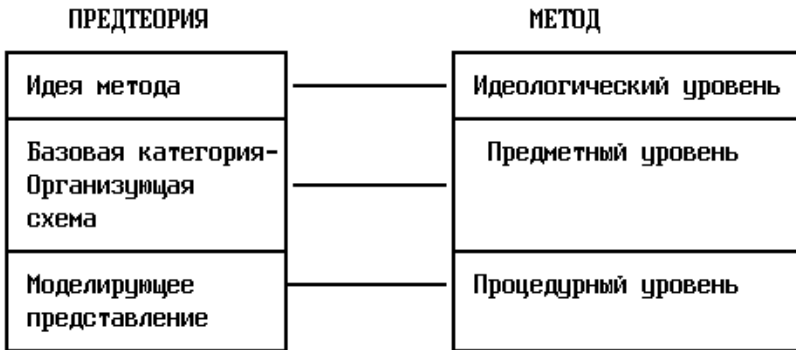 ПРЕДТЕОРИЯ
МЕТОД
Идея метода
Идеологический уровень
Базовая категория-
Организующая
схема
Предметный уровень
Моделирующее
представление
Процедурный уровень